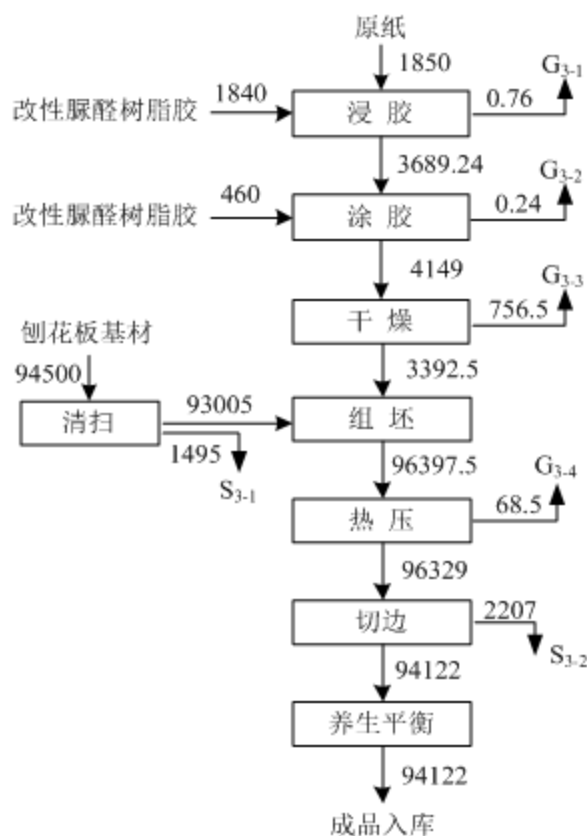 原纸
1850
G3-1
改性脲醛树脂胶
1840
浸 胶
0.76
3689.24
G3-2
改性脲醛树脂胶
460
涂 胶
0.24
4149
G3-3
干 燥
756.5
刨花板基材
3392.5
94500
清扫
93005
组 坯
1495
S3-1
96397.5
G3-4
热 压
68.5
96329
切边
2207
S3-2
94122
养生平衡
94122
成品入库